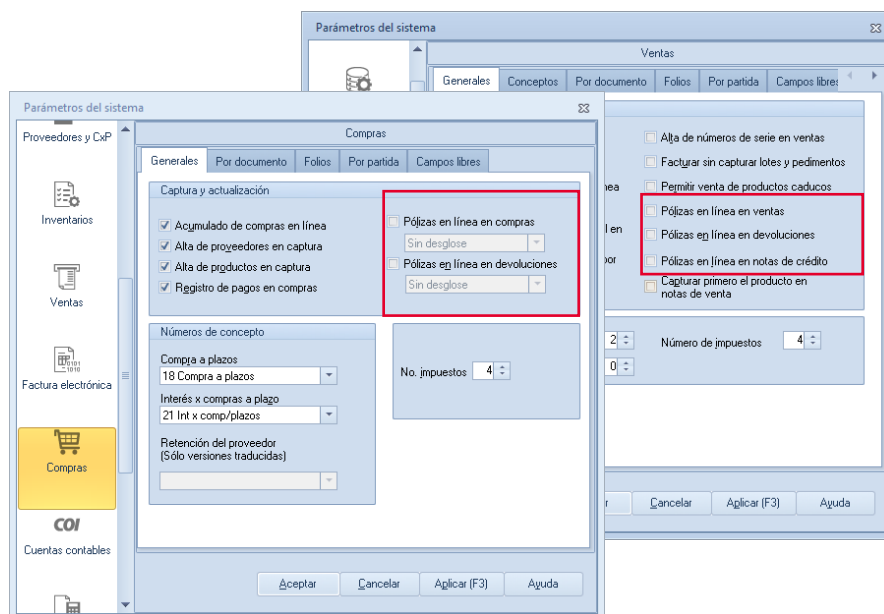 Parámetros del sistema
Ventas
Generales
Conceptos
Por documento
Folios
Por partida
Campos libres
Alta de números de serie en ventas
Facturar sin capturar lotes y pedimentos
Permitir venta de productos caducos
Pólizas en línea en ventas
Pólizas en línea en devoluciones
Pólizas en línea en notas de crédito
Capturar primero el producto en
notas de venta
nea
l en
por
2
0
Número de impuestos
4
r
Cancelar
Aplicar (F3)
Ayuda
Parámetros del sistema
Proveedores y CxP
Inventarios
Ventas
Factura electrónica
Compras
COI
Cuentas contables
Compras
Generales
Por documento
Folios
Por partida
Campos libres
Captura y actualización
Acumulado de compras en línea
Alta de proveedores en captura
Alta de productos en captura
Registro de pagos en compras
Pólizas en línea en compras
Sin desglose
Pólizas en línea en devoluciones
Sin desglose
Números de concepto
Compra a plazos
18 Compra a plazos
Interés x compras a plazo
21 Int x comp/plazos
Retención del proveedor
(Sólo versiones traducidas)
No. impuestos
4
Aceptar
Cancelar
Aplicar (F3)
Ayuda